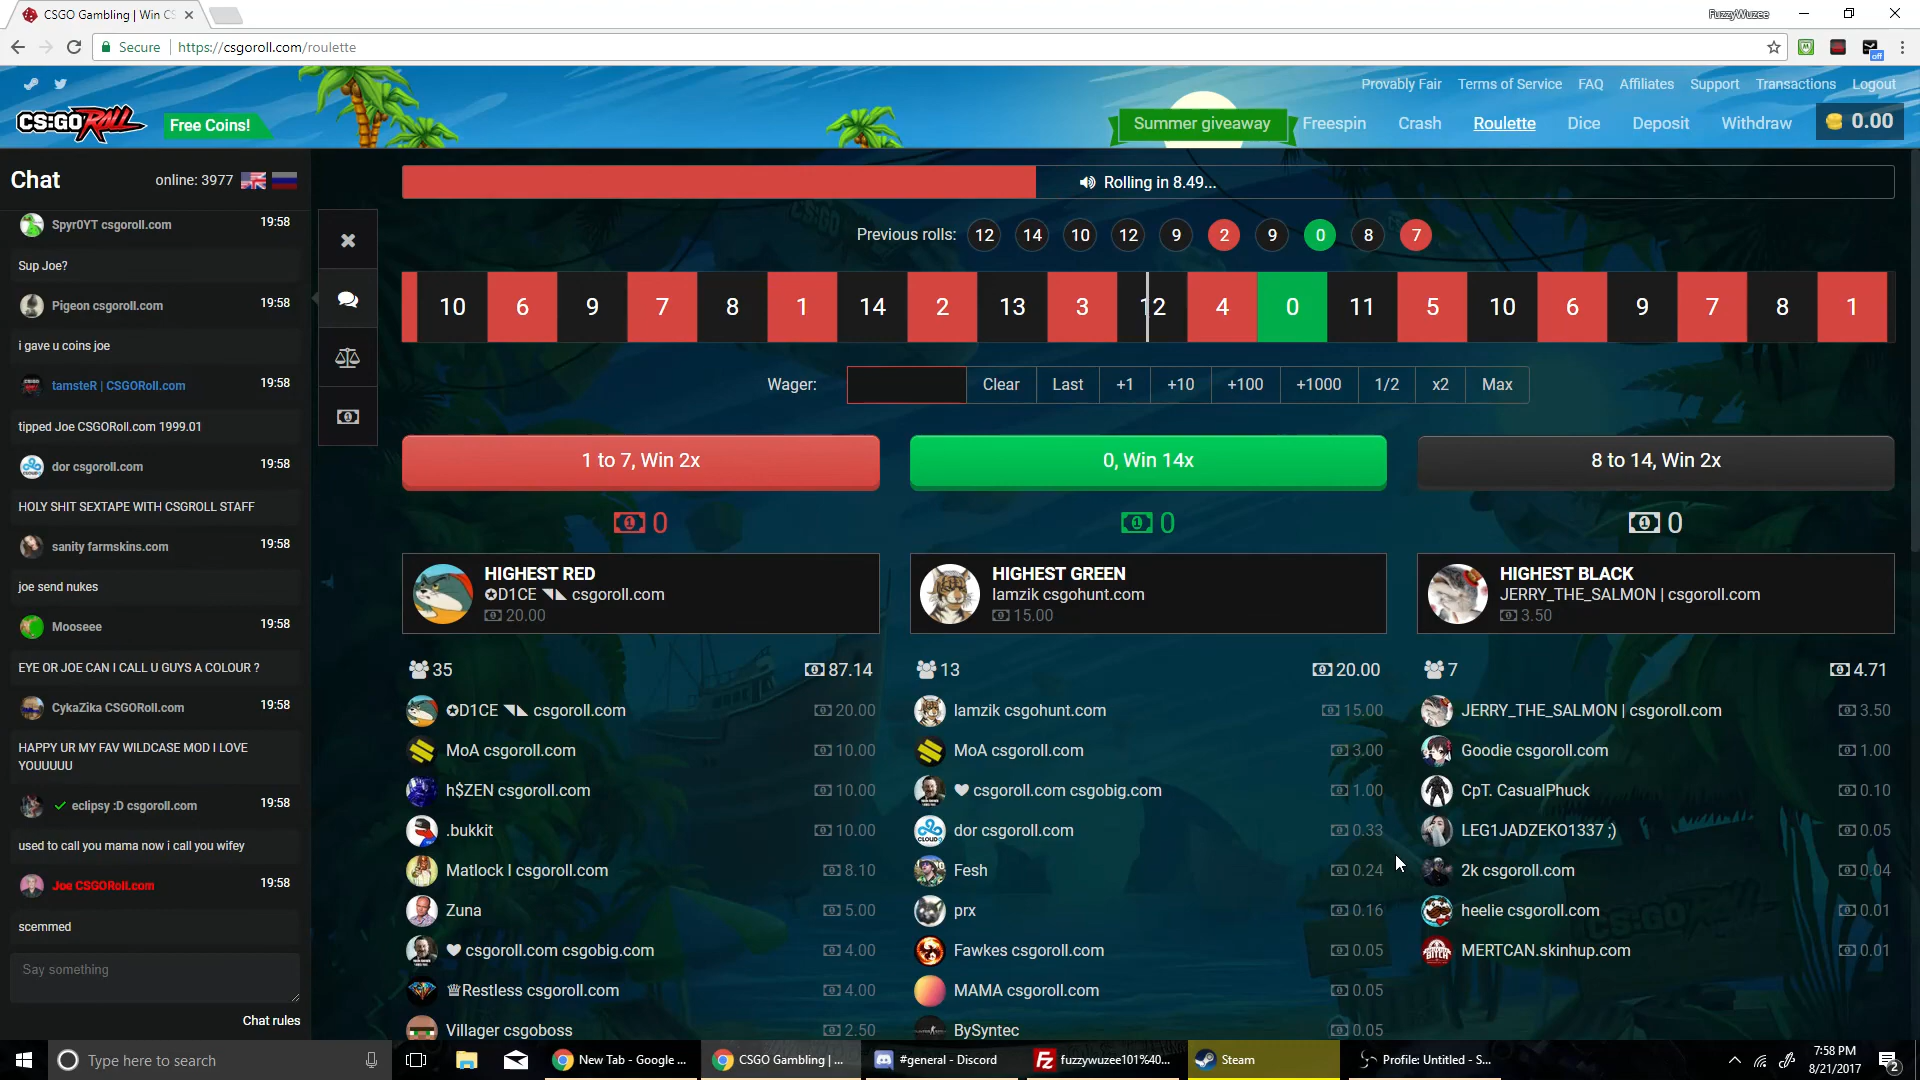 CSGO Gambling | Win CS
FuzzyWuzee
Secure
https://csgoroll.com/roulette
off
Provably Fair
Terms of Service
FAQ
Affiliates
Support
Transactions
Logout
CS:GO ROLL
Free Coins!
Summer giveaway
Freespin
Crash
Roulette
Dice
Deposit
Withdraw
0.00
Chat
online: 3977
Spyr0YT csgoroll.com 19:58
Sup Joe?
Pigeon csgoroll.com 19:58
i gave u coins joe
tamsteR | CSGORoll.com 19:58
tipped Joe CSGORoll.com 1999.01
dor csgoroll.com 19:58
HOLY SHIT SEXTAPE WITH CSGROLL STAFF
sanity farmskins.com 19:58
joe send nukes
Mooseee 19:58
EYE OR JOE CAN I CALL U GUYS A COLOUR ?
CykaZika CSGORoll.com 19:58
HAPPY UR MY FAV WILDCASE MOD I LOVE
YOUUUUU
eclipsy :D csgoroll.com 19:58
used to call you mama now i call you wifey
Joe CSGORoll.com 19:58
scemmed
Say something
Chat rules
Rolling in 8.49...
Previous rolls: 12 14 10 12 9 2 9 0 8 7
10 6 9 7 8 1 14 2 13 3 12 4 0 11 5 10 6 9 7 8 1
Wager: Clear Last +1 +10 +100 +1000 1/2 x2 Max
1 to 7, Win 2x
0, Win 14x
8 to 14, Win 2x
0
0
0
HIGHEST RED
✪D1CE ◥◣ csgoroll.com
20.00
HIGHEST GREEN
lamzik csgohunt.com
15.00
HIGHEST BLACK
JERRY_THE_SALMON | csgoroll.com
3.50
35 87.14
✪D1CE ◥◣ csgoroll.com 20.00
MoA csgoroll.com 10.00
h$ZEN csgoroll.com 10.00
.bukkit 10.00
Matlock I csgoroll.com 8.10
Zuna 5.00
♥ csgoroll.com csgobig.com 4.00
♕Restless csgoroll.com 4.00
Villager csgoboss 2.50
13 20.00
lamzik csgohunt.com 15.00
MoA csgoroll.com 3.00
♥ csgoroll.com csgobig.com 1.00
dor csgoroll.com 0.33
Fesh 0.24
prx 0.16
Fawkes csgoroll.com 0.05
MAMA csgoroll.com 0.05
BySyntec 0.05
7 4.71
JERRY_THE_SALMON | csgoroll.com 3.50
Goodie csgoroll.com 1.00
CpT. CasualPhuck 0.10
LEG1JADZEKO1337 ;) 0.05
2k csgoroll.com 0.04
heelie csgoroll.com 0.01
MERTCAN.skinhup.com 0.01
Type here to search
New Tab - Google ...
CSGO Gambling | ...
#general - Discord
fuzzywuzee101%40...
Steam
Profile: Untitled - S...
7:58 PM
8/21/2017
2